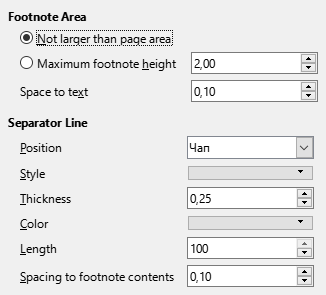 Footnote Area
Not larger than page area
Maximum footnote height 2,00
Space to text 0,10
Separator Line
Position Чап
Style
Thickness 0,25
Color
Length 100
Spacing to footnote contents 0,10